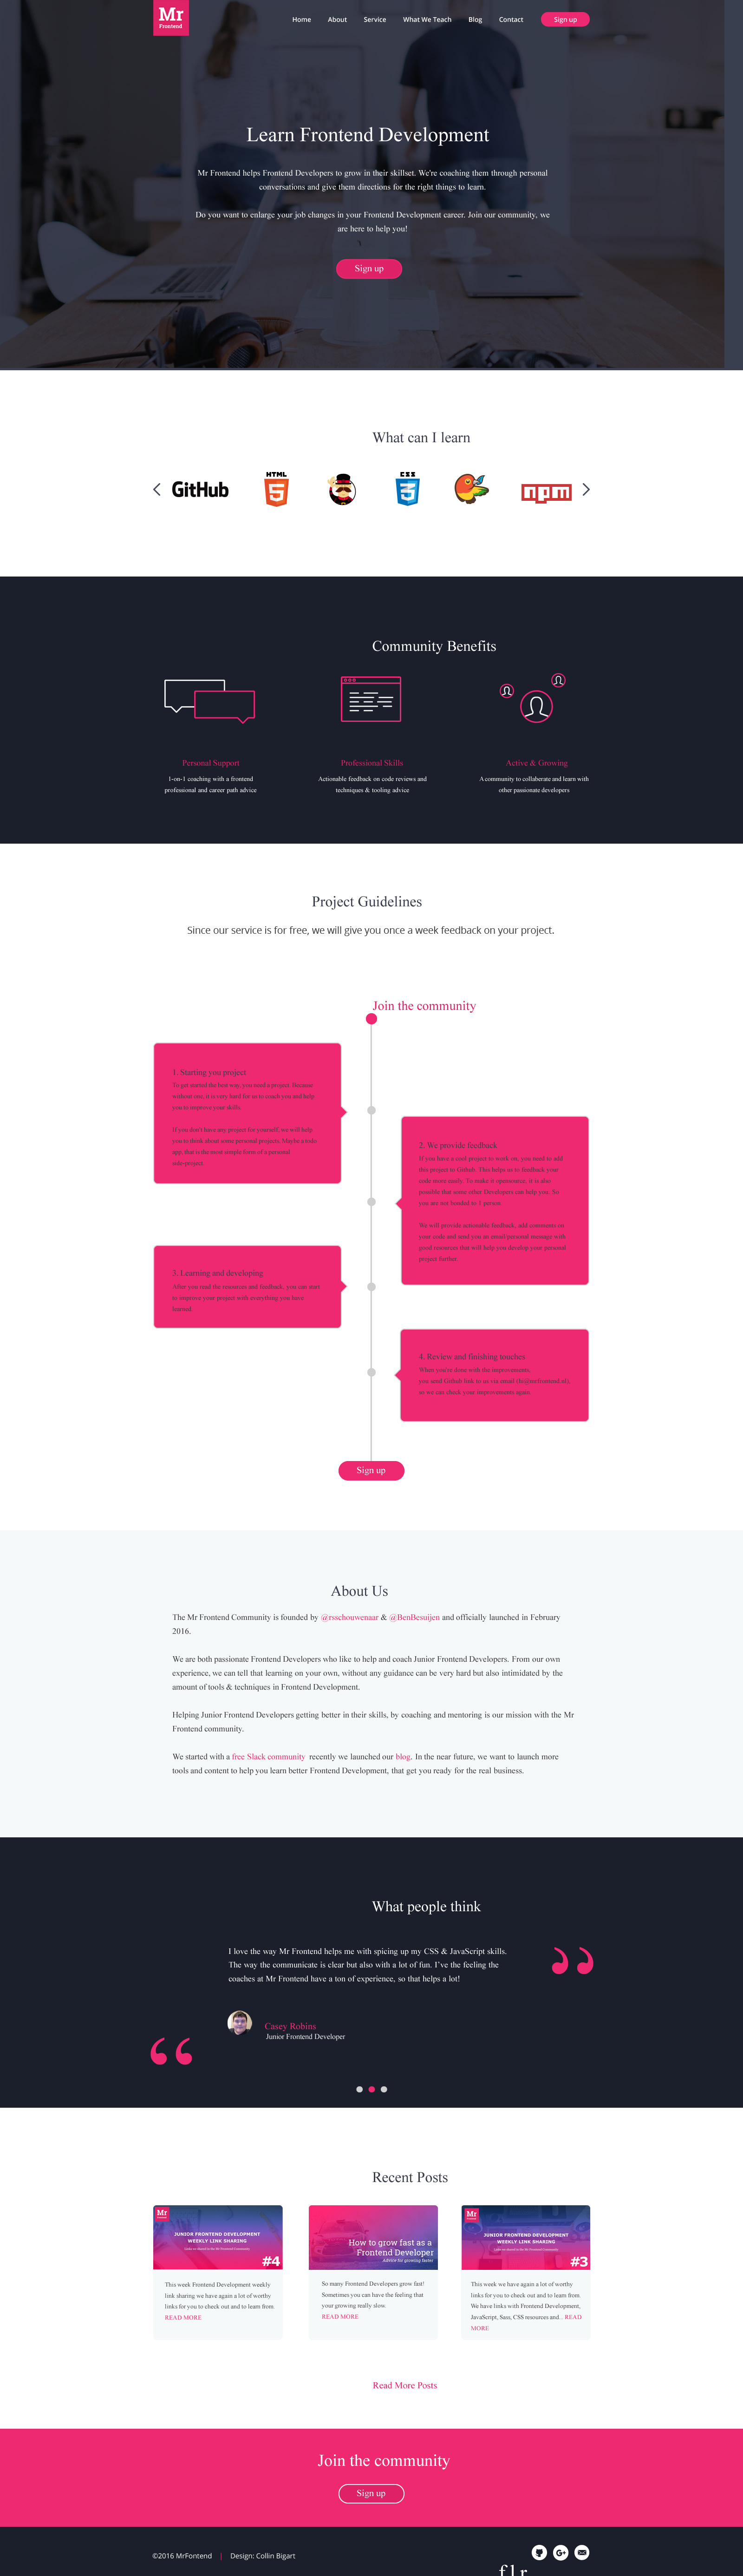 Mr
Frontend
Home About Service What We Teach Blog Contact Sign up
Learn Frontend Development
Mr Frontend helps Frontend Developers to grow in their skillset. We're coaching them through personal
conversations and give them directions for the right things to learn.
Do you want to enlarge your job changes in your Frontend Development career. Join our community, we
are here to help you!
Sign up
What can I learn
GitHub
HTML
5
CSS
3
npm
Community Benefits
Personal Support
1-on-1 coaching with a frontend
professional and career path advice
Professional Skills
Actionable feedback on code reviews and
techniques & tooling advice
Active & Growing
A community to collaborate and learn with
other passionate developers
Project Guidelines
Since our service is for free, we will give you once a week feedback on your project.
Join the community
1. Starting you project
To get started the best way, you need a project. Because
without one, it is very hard for us to coach you and help
you to improve your skills.
If you don't have any project for yourself, we will help
you to think about some personal projects. Maybe a todo
app, that is the most simple form of a personal
side project.
2. We provide feedback
If you have a cool project to work on, you need to add
this project to Github. This helps us to feedback your
code more easily. To make it opensource, it is also
possible that some other Developers can help you. So
you are not bonded to 1 person.
We will provide actionable feedback, add comments on
your code and send you an email/personal message with
good resources that will help you develop your personal
project further.
3. Learning and developing
After you read the resources and feedback, you can start
to improve your project with everything you have
learned.
4. Review and finishing touches
When you're done with the improvements,
you send Github link to us via email (hi@mrfrontend.nl),
so we can check your improvements again.
Sign up
About Us
The Mr Frontend Community is founded by @rsschouwenaar & @BenBesuijen and officially launched in February
2016.
We are both passionate Frontend Developers who like to help and coach Junior Frontend Developers. From our own
experience, we can tell that learning on your own, without any guidance can be very hard but also intimidated by the
amount of tools & techniques in Frontend Development.
Helping Junior Frontend Developers getting better in their skills, by coaching and mentoring is our mission with the Mr
Frontend community.
We started with a free Slack community recently we launched our blog. In the near future, we want to launch more
tools and content to help you learn better Frontend Development, that get you ready for the real business.
What people think
I love the way Mr Frontend helps me with spicing up my CSS & JavaScript skills.
The way the communicate is clear but also with a lot of fun. I've the feeling the
coaches at Mr Frontend have a ton of experience, so that helps a lot!
Casey Robins
Junior Frontend Developer
Recent Posts
Mr
JUNIOR FRONTEND DEVELOPMENT
WEEKLY LINK SHARING
#4
This week Frontend Development weekly
link sharing we have again a lot of worthy
links for you to check out and to learn from.
READ MORE
How to grow fast as a
Frontend Developer
Advice for growing faster
So many Frontend Developers grow fast!
Sometimes you can have the feeling that
your growing really slow.
READ MORE
Mr
JUNIOR FRONTEND DEVELOPMENT
WEEKLY LINK SHARING
#3
This week we have again a lot of worthy
links for you to check out and to learn from.
We have links with Frontend Development,
JavaScript, Sass, CSS resources and... READ
MORE
Read More Posts
Join the community
Sign up
©2016 MrFontend | Design: Collin Bigart
G+